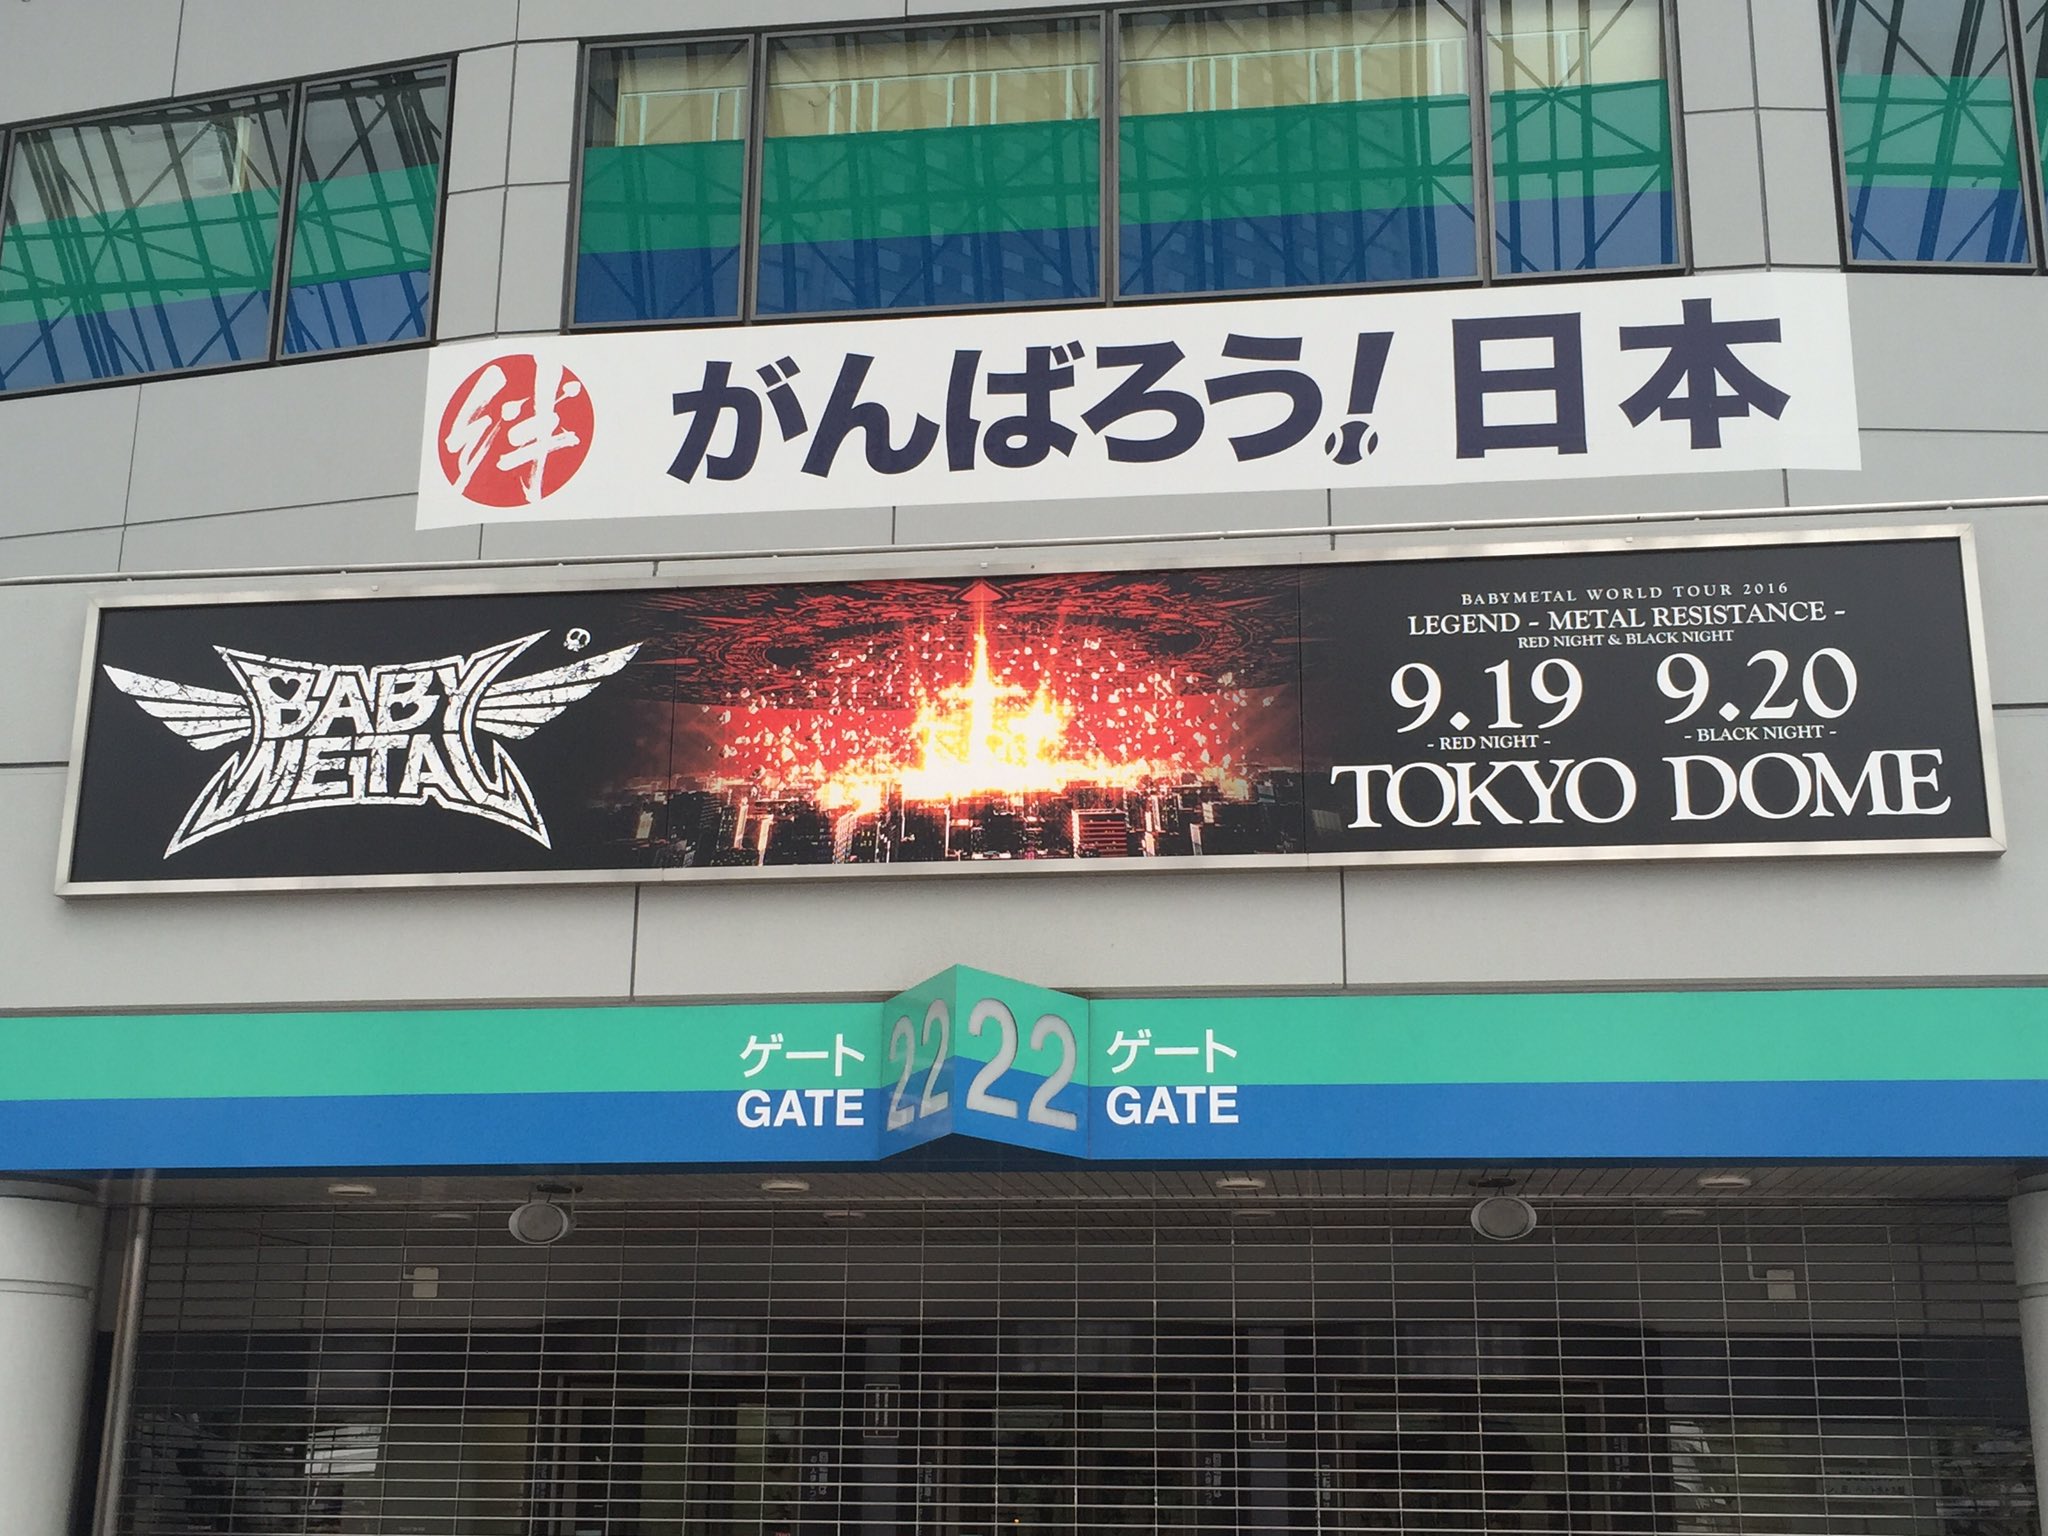 絆 がんばろう!日本
BABY
METAL
BABYMETAL WORLD TOUR 2016
LEGEND - METAL RESISTANCE -
RED NIGHT & BLACK NIGHT
9.19 9.20
- RED NIGHT - - BLACK NIGHT -
TOKYO DOME
ゲート 22 22 ゲート
GATE GATE